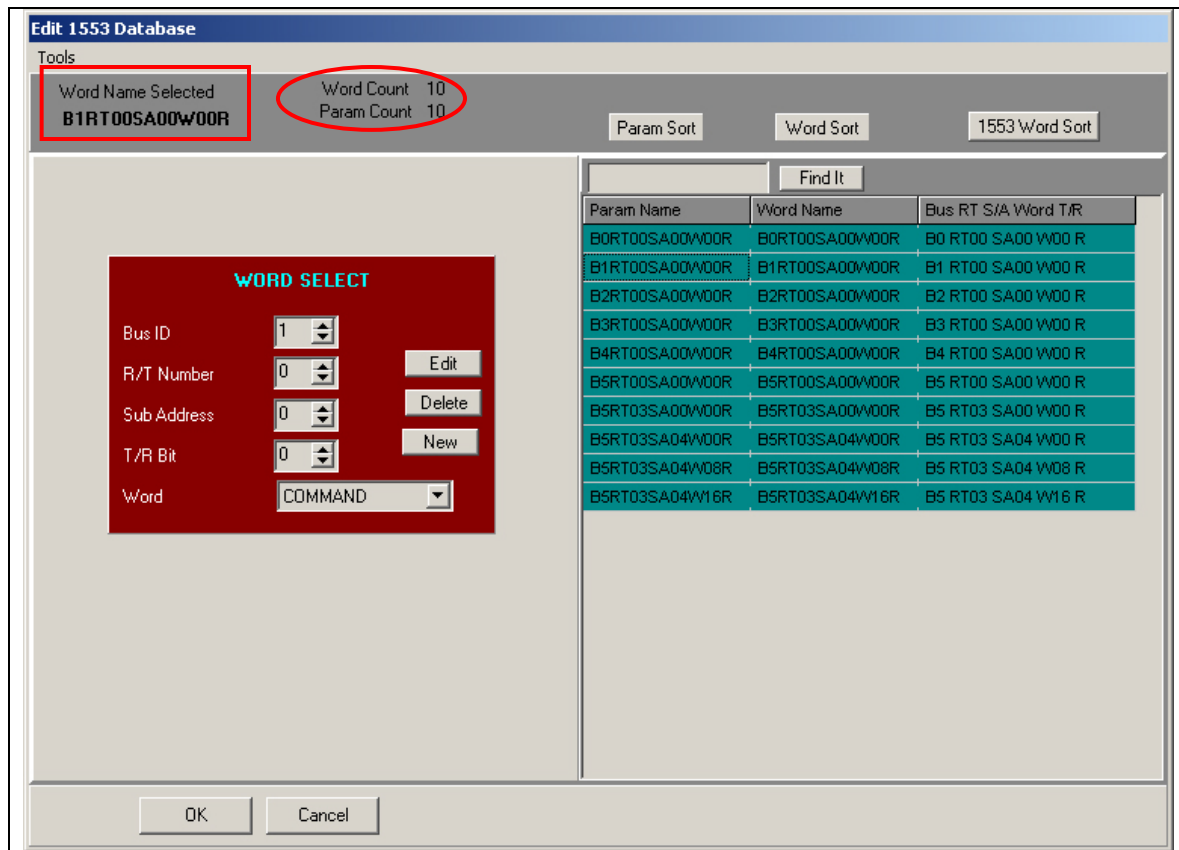 Edit 1553 Database
Tools
Word Name Selected
B1RT00SA00W00R
Word Count 10
Param Count 10
Param Sort Word Sort 1553 Word Sort
Find It
Param Name Word Name Bus RT S/A Word T/R
B0RT00SA00W00R B0RT00SA00W00R B0 RT00 SA00 W00 R
B1RT00SA00W00R B1RT00SA00W00R B1 RT00 SA00 W00 R
B2RT00SA00W00R B2RT00SA00W00R B2 RT00 SA00 W00 R
B3RT00SA00W00R B3RT00SA00W00R B3 RT00 SA00 W00 R
B4RT00SA00W00R B4RT00SA00W00R B4 RT00 SA00 W00 R
B5RT00SA00W00R B5RT00SA00W00R B5 RT00 SA00 W00 R
B5RT03SA00W00R B5RT03SA00W00R B5 RT03 SA00 W00 R
B5RT03SA04W00R B5RT03SA04W00R B5 RT03 SA04 W00 R
B5RT03SA04W08R B5RT03SA04W08R B5 RT03 SA04 W08 R
B5RT03SA04W16R B5RT03SA04W16R B5 RT03 SA04 W16 R
WORD SELECT
Bus ID 1
R/T Number 0
Sub Address 0
T/R Bit 0
Word COMMAND
Edit
Delete
New
OK Cancel